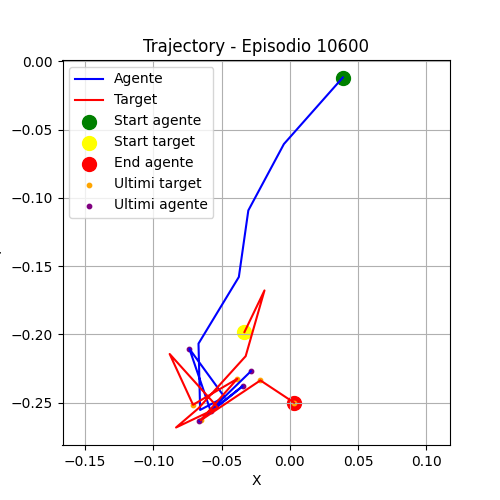 Trajectory - Episodio 10600
Agente
Target
Start agente
Start target
End agente
Ultimi target
Ultimi agente
0.00
−0.05
−0.10
−0.15
−0.20
−0.25
−0.15
−0.10
−0.05
0.00
0.05
0.10
X